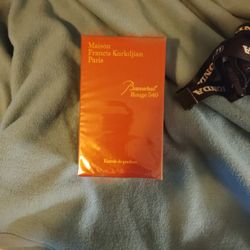 Maison
Francis Kurkdjian
Paris
Baccarat
Rouge 540
Extrait de parfum